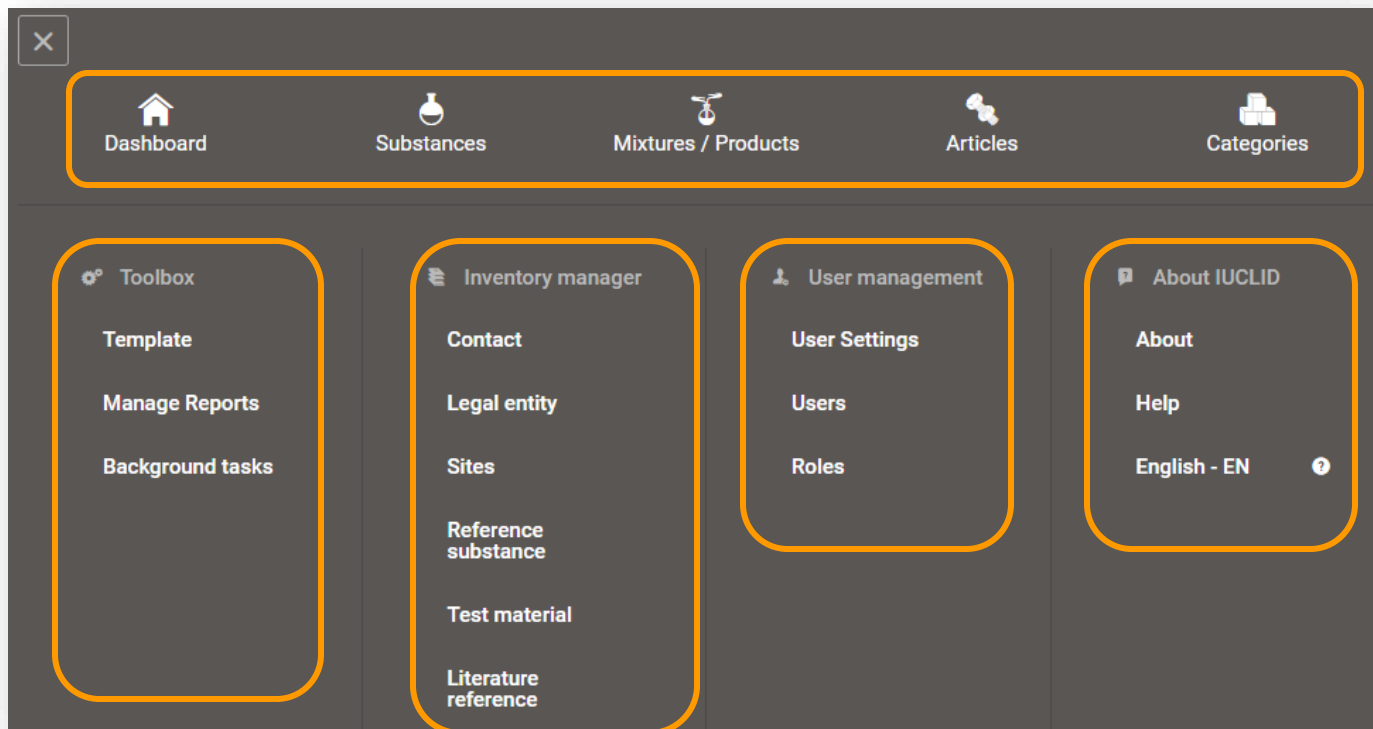 Dashboard
Substances
Mixtures / Products
Articles
Categories
Toolbox
Template
Manage Reports
Background tasks
Inventory manager
Contact
Legal entity
Sites
Reference
substance
Test material
Literature
reference
User management
User Settings
Users
Roles
About IUCLID
About
Help
English - EN